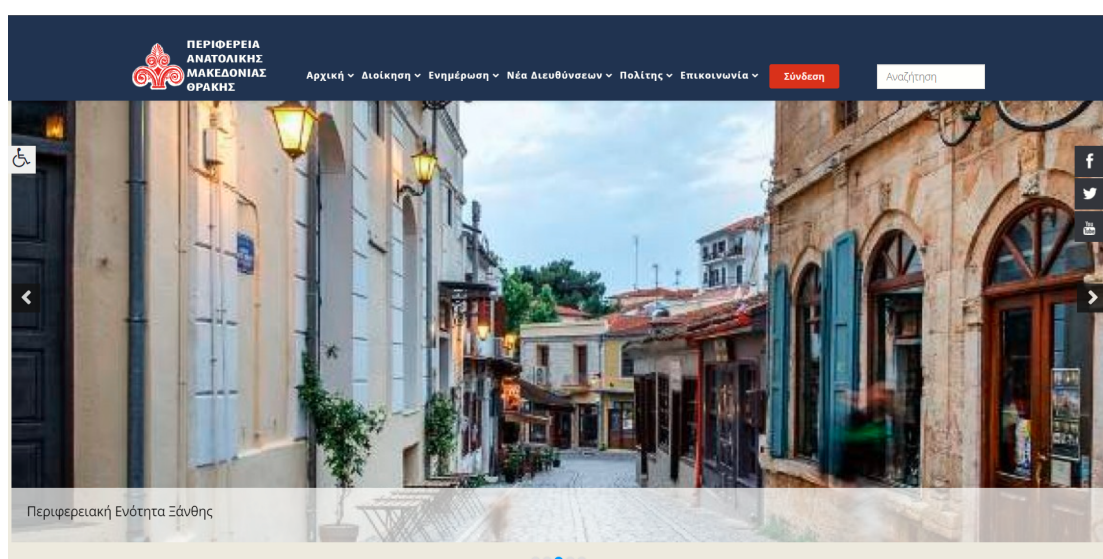 ΠΕΡΙΦΕΡΕΙΑ
ΑΝΑΤΟΛΙΚΗΣ
ΜΑΚΕΔΟΝΙΑΣ
ΘΡΑΚΗΣ
Αρχική Διοίκηση Ενημέρωση Νέα Διευθύνσεων Πολίτης Επικοινωνία Σύνδεση Αναζήτηση
Περιφερειακή Ενότητα Ξάνθης